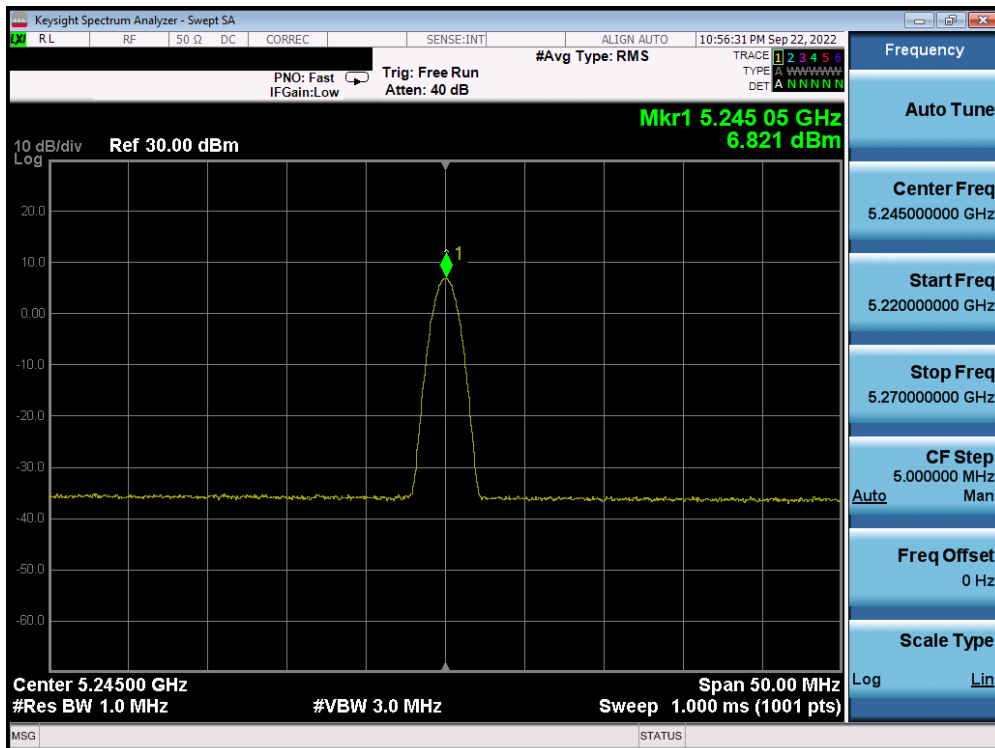 Keysight Spectrum Analyzer - Swept SA
LXI RL RF 50 Ω DC CORREC SENSE:INT ALIGN AUTO 10:56:31 PM Sep 22, 2022
#Avg Type: RMS
TRACE 1 2 3 4 5 6
PNO: Fast Trig: Free Run
TYPE A WWWWW
IFGain:Low Atten: 40 dB
DET A N N N N N
Mkr1 5.245 05 GHz
6.821 dBm
10 dB/div Ref 30.00 dBm
Log
20.0
1
10.0
0.00
-10.0
-20.0
-30.0
-40.0
-50.0
-60.0
Center 5.24500 GHz Span 50.00 MHz
#Res BW 1.0 MHz #VBW 3.0 MHz Sweep 1.000 ms (1001 pts)
MSG STATUS
Frequency
Auto Tune
Center Freq
5.245000000 GHz
Start Freq
5.220000000 GHz
Stop Freq
5.270000000 GHz
CF Step
5.000000 MHz
Auto Man
Freq Offset
0 Hz
Scale Type
Log Lin